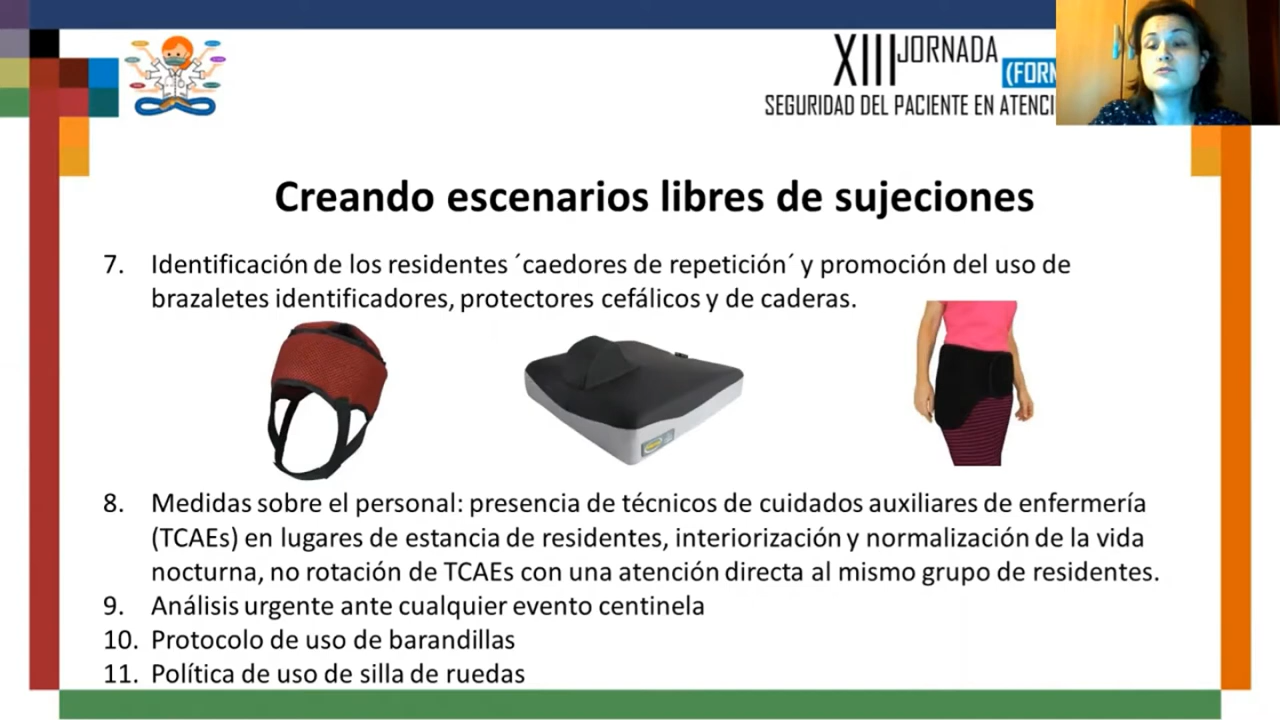 XIII JORNADA
(FORM
SEGURIDAD DEL PACIENTE EN ATENCI
Creando escenarios libres de sujeciones
7. Identificación de los residentes ´caedores de repetición´ y promoción del uso de
brazaletes identificadores, protectores cefálicos y de caderas.
8. Medidas sobre el personal: presencia de técnicos de cuidados auxiliares de enfermería
(TCAEs) en lugares de estancia de residentes, interiorización y normalización de la vida
nocturna, no rotación de TCAEs con una atención directa al mismo grupo de residentes.
9. Análisis urgente ante cualquier evento centinela
10. Protocolo de uso de barandillas
11. Política de uso de silla de ruedas